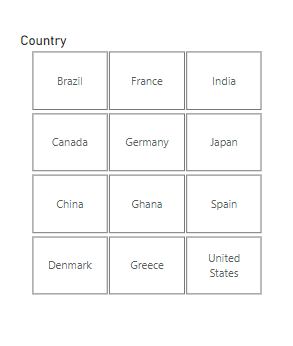 Country
Brazil
France
India
Canada
Germany
Japan
China
Ghana
Spain
Denmark
Greece
United
States